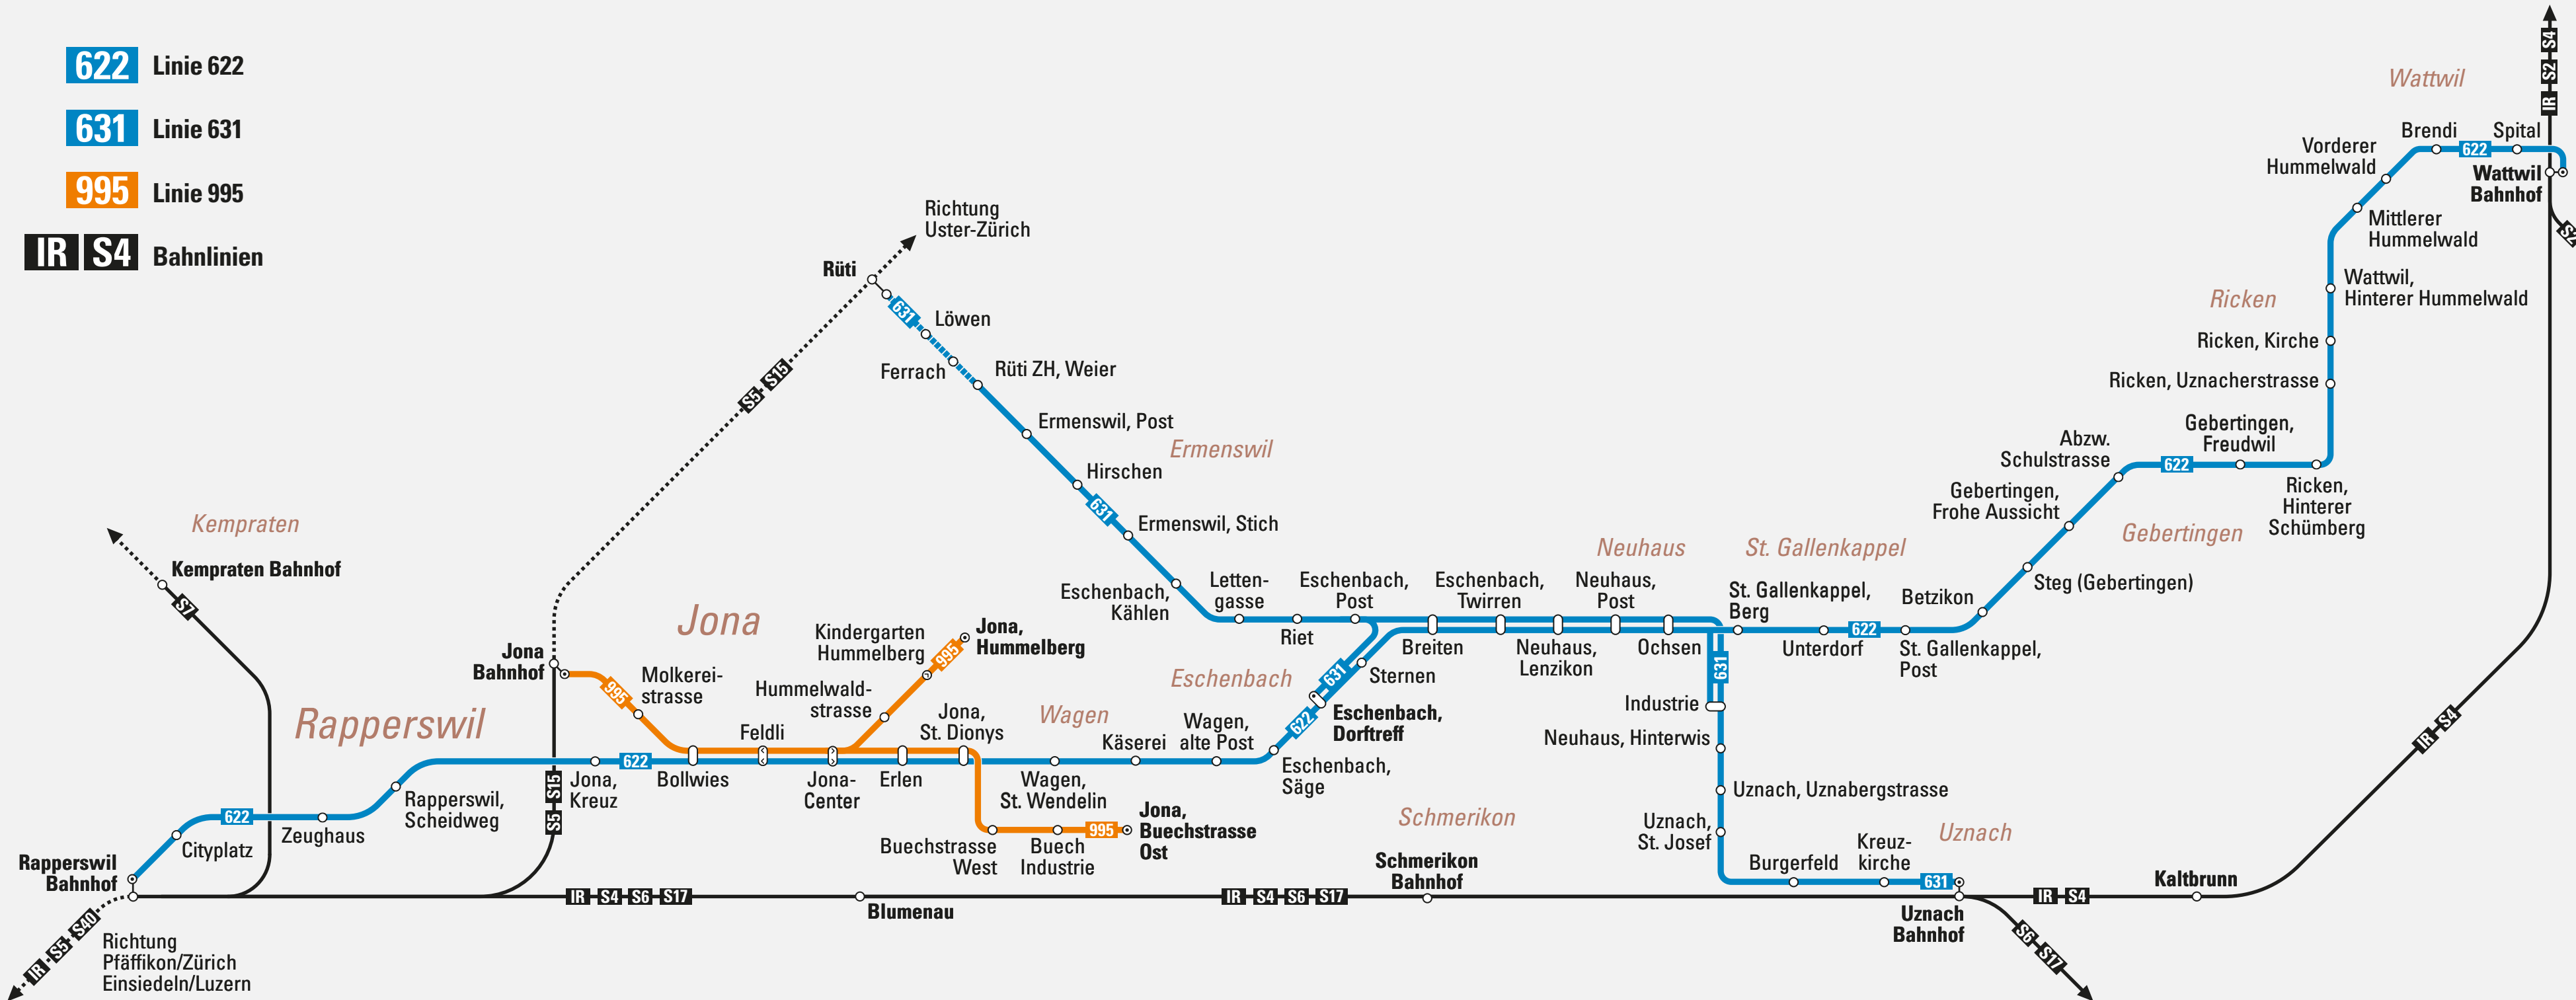 622 Linie 622
631 Linie 631
995 Linie 995
IR S4 Bahnlinien
Wattwil
Brendi
622
Spital
Vorderer
Hummelwald
Wattwil
Bahnhof
IR S2 S4
S2
Mittlerer
Hummelwald
Wattwil,
Hinterer Hummelwald
Ricken
Ricken, Kirche
Ricken, Uznacherstrasse
Gebertingen,
Freudwil
622
Ricken,
Hinterer
Schümberg
Abzw.
Schulstrasse
Gebertingen,
Frohe Aussicht
Gebertingen
Steg (Gebertingen)
Betzikon
Richtung
Uster-Zürich
Rüti
631
Löwen
Ferrach
Rüti ZH, Weier
S5 S15
Ermenswil, Post
Ermenswil
Hirschen
631
Ermenswil, Stich
Eschenbach,
Kählen
Letten-
gasse
Riet
Eschenbach,
Post
Eschenbach,
Twirren
Breiten
Neuhaus
Neuhaus,
Post
Neuhaus,
Lenzikon
Ochsen
St. Gallenkappel
St. Gallenkappel,
Berg
Unterdorf
622
St. Gallenkappel,
Post
Kempraten
Kempraten Bahnhof
S7
Jona
Jona
Bahnhof
995
Molkerei-
strasse
Kindergarten
Hummelberg
995
Jona,
Hummelberg
Hummelwald-
strasse
Feldli
Jona,
St. Dionys
Rapperswil
Wagen
Wagen,
alte Post
Käserei
Eschenbach
631
Sternen
622
Eschenbach,
Dorftreff
Eschenbach,
Säge
631
Industrie
Neuhaus, Hinterwis
Uznach, Uznabergstrasse
Uznach,
St. Josef
622
Jona,
Kreuz
Bollwies
Jona-
Center
Erlen
Wagen,
St. Wendelin
S5 S15
Rapperswil,
Scheidweg
622
Zeughaus
Cityplatz
Rapperswil
Bahnhof
Buechstrasse
West
Buech
Industrie
995
Jona,
Buechstrasse
Ost
Schmerikon
Schmerikon
Bahnhof
Burgerfeld
Kreuz-
kirche
Uznach
631
Uznach
Bahnhof
IR S4
Kaltbrunn
IR S4
IR S4 S6 S17
Blumenau
IR S4 S6 S17
S6 S17
IR S5 S40
Richtung
Pfäffikon/Zürich
Einsiedeln/Luzern